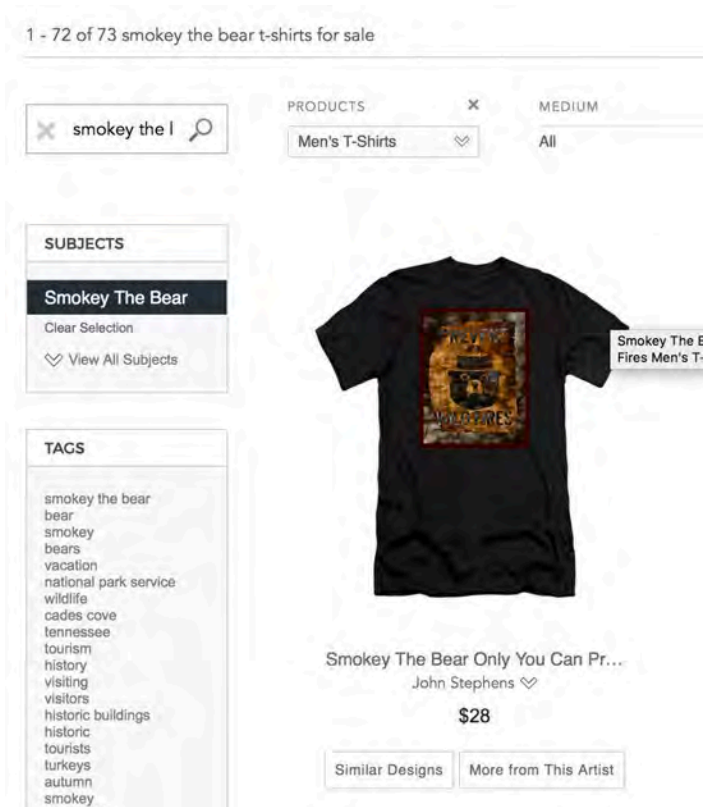 1 - 72 of 73 smokey the bear t-shirts for sale
PRODUCTS
MEDIUM
smokey the l
Men's T-Shirts
All
SUBJECTS
Smokey The Bear
Clear Selection
View All Subjects
TAGS
smokey the bear
bear
smokey
bears
vacation
national park service
wildlife
cades cove
tennessee
tourism
history
visiting
visitors
historic buildings
historic
tourists
turkeys
autumn
smokey
PREVENT
WILDFIRES
Smokey The B
Fires Men's T-
Smokey The Bear Only You Can Pr...
John Stephens
$28
Similar Designs
More from This Artist